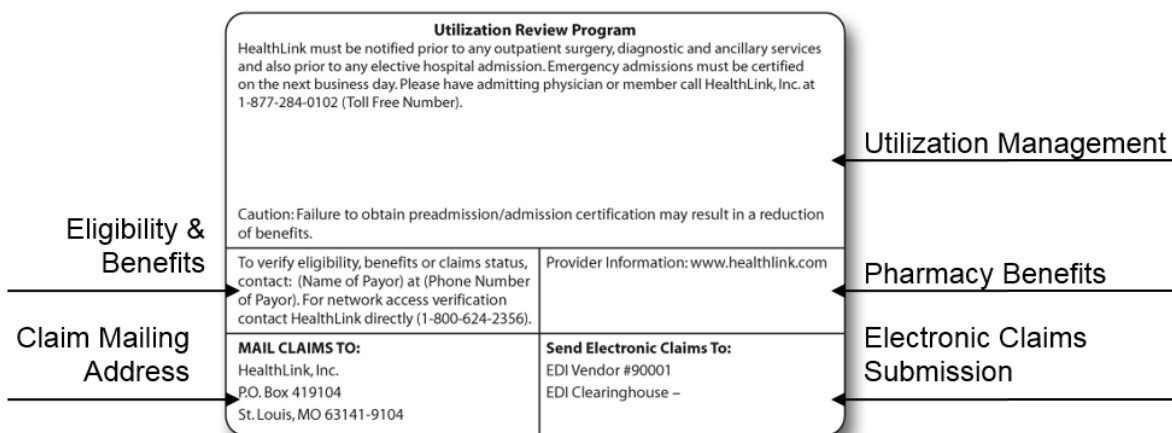 Utilization Review Program
HealthLink must be notified prior to any outpatient surgery, diagnostic and ancillary services
and also prior to any elective hospital admission. Emergency admissions must be certified
on the next business day. Please have admitting physician or member call HealthLink, Inc. at
1-877-284-0102 (Toll Free Number).
Utilization Management
Caution: Failure to obtain preadmission/admission certification may result in a reduction
of benefits.
Eligibility &
Benefits
To verify eligibility, benefits or claims status,
contact: (Name of Payor) at (Phone Number
of Payor). For network access verification
contact HealthLink directly (1-800-624-2356).
Provider Information: www.healthlink.com
Pharmacy Benefits
Claim Mailing
Address
MAIL CLAIMS TO:
HealthLink, Inc.
P.O. Box 419104
St. Louis, MO 63141-9104
Send Electronic Claims To:
EDI Vendor #90001
EDI Clearinghouse –
Electronic Claims
Submission